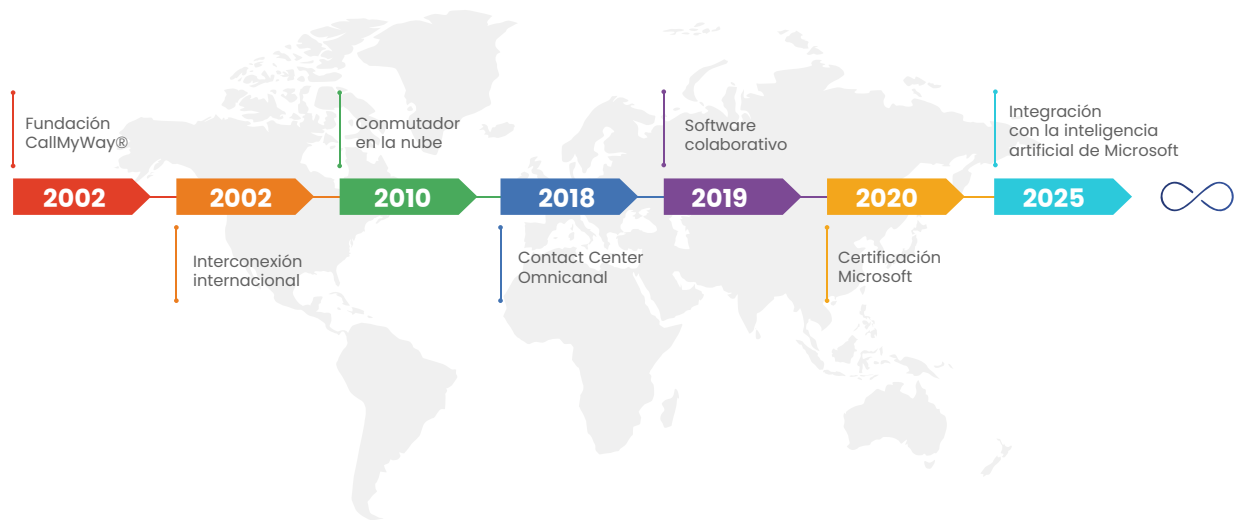 Fundación
CallMyWay®
2002
2002
Interconexión
internacional
Conmutador
en la nube
2010
2018
Contact Center
Omnicanal
Software
colaborativo
2019
2020
Certificación
Microsoft
Integración
con la inteligencia
artificial de Microsoft
2025